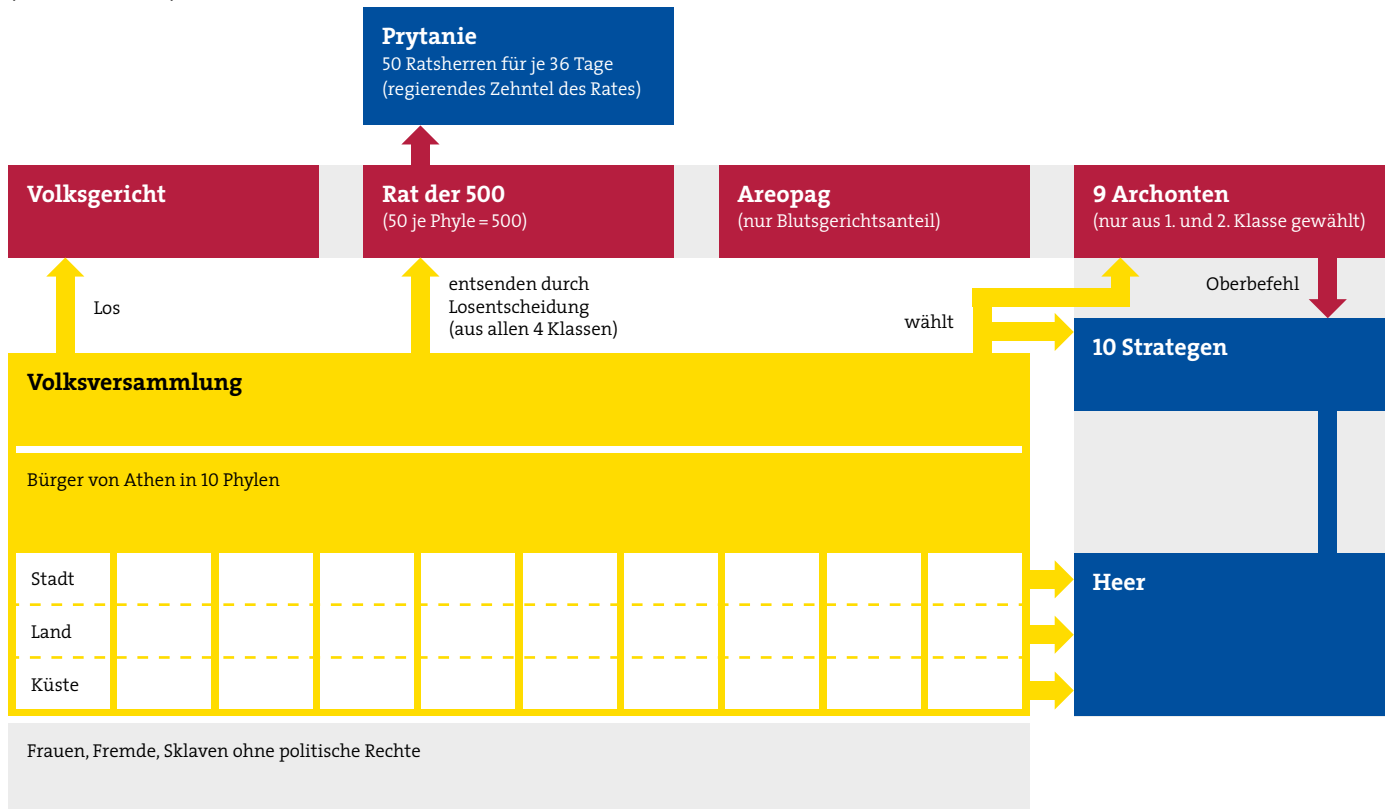 Prytanie
50 Ratsherren für je 36 Tage
(regierendes Zehntel des Rates)
Volksgericht
Rat der 500
(50 je Phyle = 500)
Areopag
(nur Blutsgerichtsanteil)
9 Archonten
(nur aus 1. und 2. Klasse gewählt)
Los
entsenden durch
Losentscheidung
(aus allen 4 Klassen)
wählt
Oberbefehl
10 Strategen
Volksversammlung
Bürger von Athen in 10 Phylen
Stadt
Land
Küste
Heer
Frauen, Fremde, Sklaven ohne politische Rechte